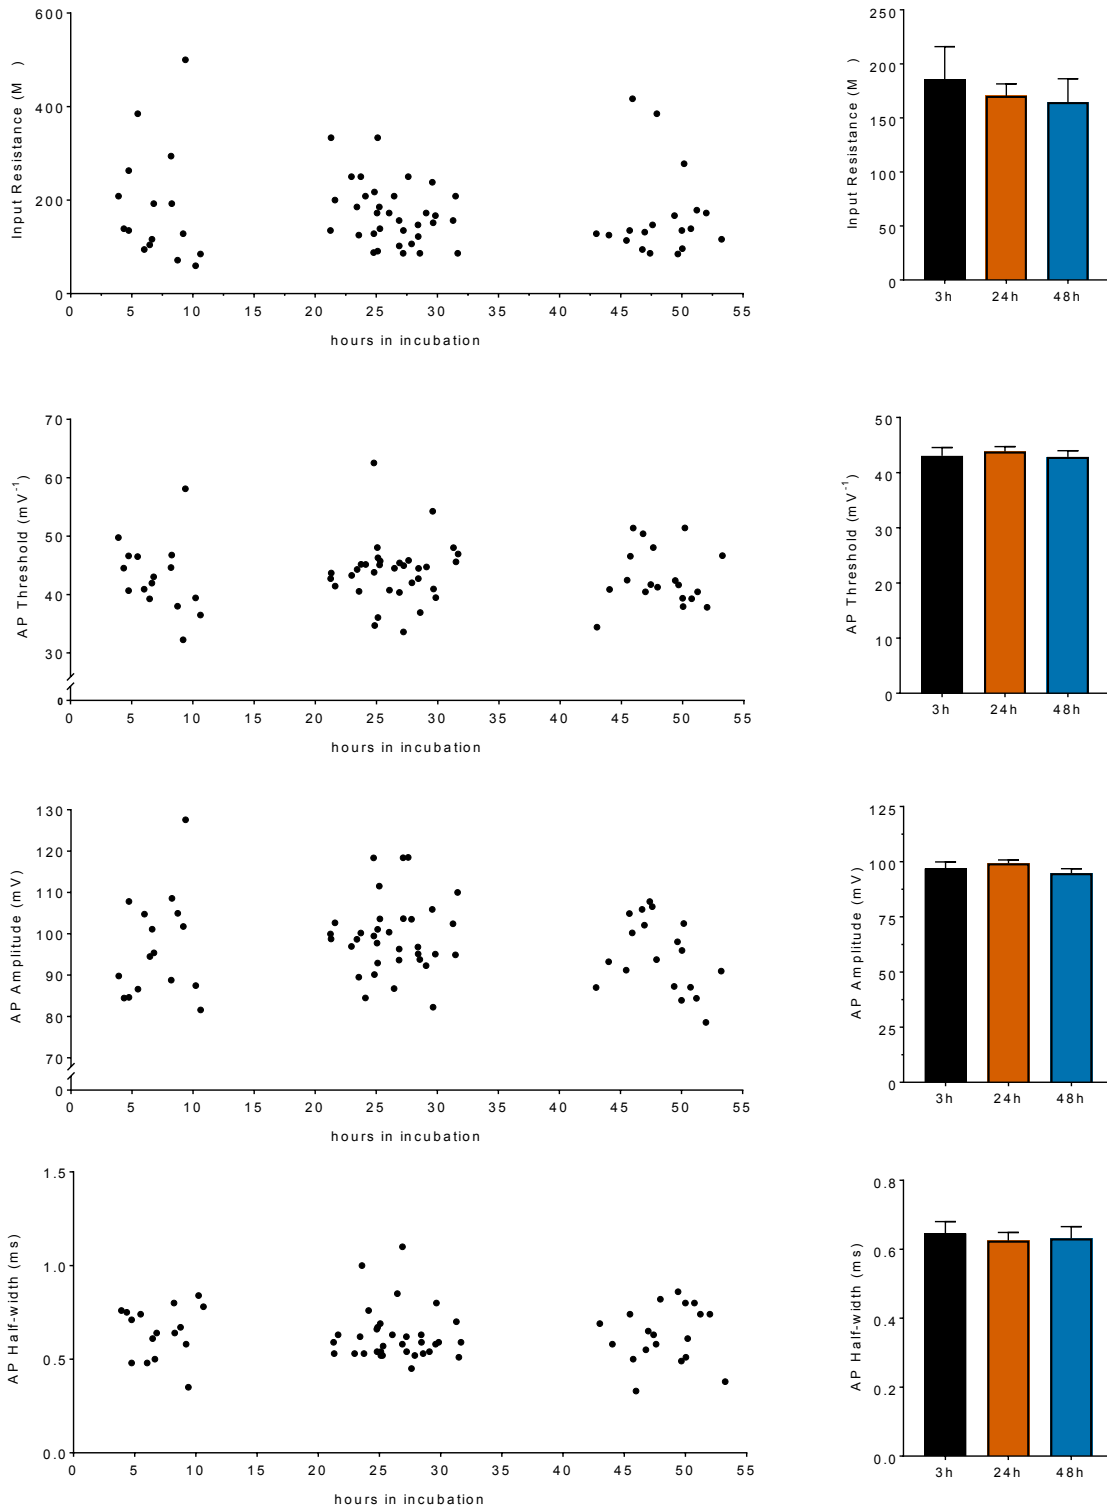 Input Resistance (M )
600
400
200
0
0 5 10 15 20 25 30 35 40 45 50 55
hours in incubation
Input Resistance (M )
250
200
150
100
50
0
3h 24h 48h
AP Threshold (mV⁻¹)
70
60
50
40
30
0
0 5 10 15 20 25 30 35 40 45 50 55
hours in incubation
AP Threshold (mV⁻¹)
50
40
30
20
10
0
3h 24h 48h
AP Amplitude (mV)
130
120
110
100
90
80
70
0
0 5 10 15 20 25 30 35 40 45 50 55
hours in incubation
AP Amplitude (mV)
125
100
75
50
25
0
3h 24h 48h
AP Half-width (ms)
1.5
1.0
0.5
0.0
0 5 10 15 20 25 30 35 40 45 50 55
hours in incubation
AP Half-width (ms)
0.8
0.6
0.4
0.2
0.0
3h 24h 48h